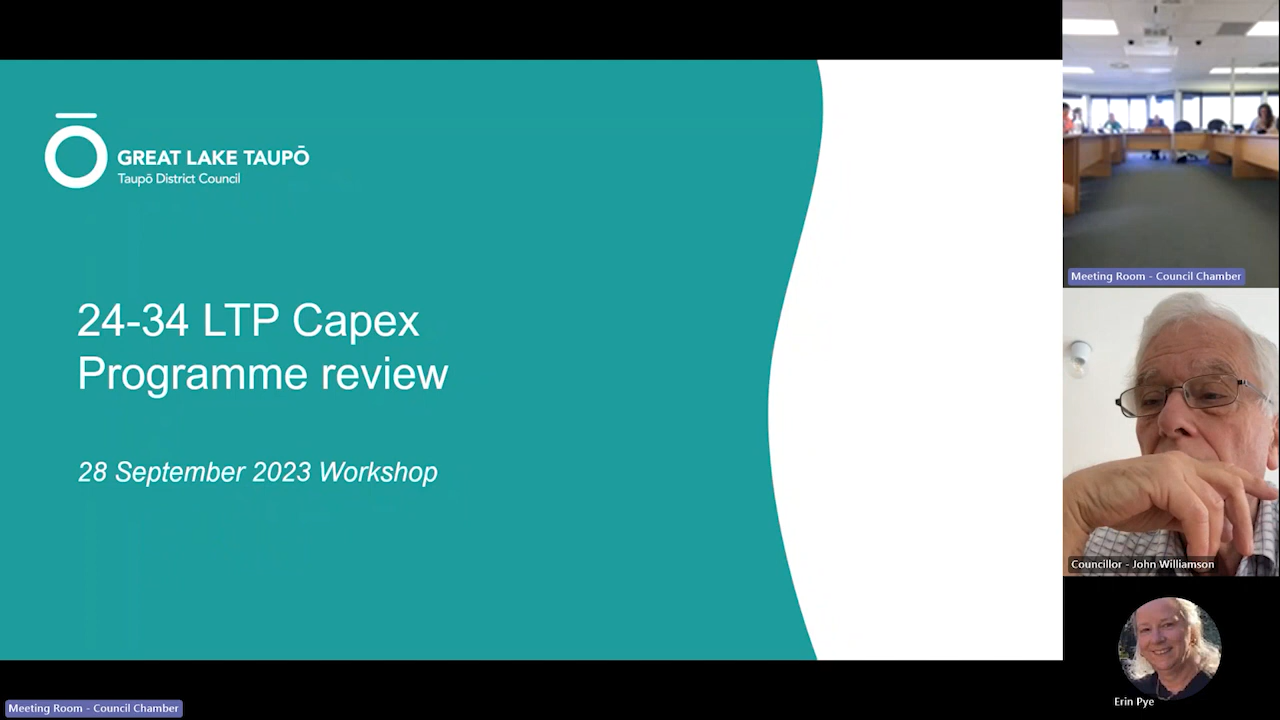 GREAT LAKE TAUPŌ
Taupō District Council
24-34 LTP Capex
Programme review
28 September 2023 Workshop
Meeting Room - Council Chamber
Councillor - John Williamson
Erin Pye
Meeting Room - Council Chamber